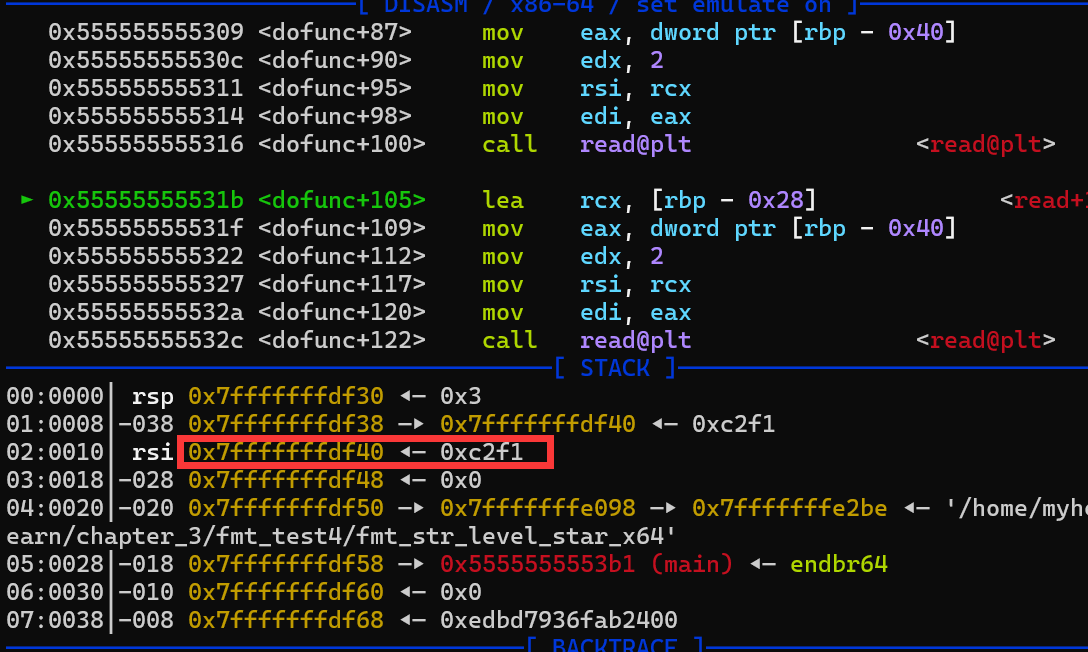 [ DISASM / x86-64 / set emulate on ]
0x555555555309 <dofunc+87> mov eax, dword ptr [rbp - 0x40]
0x55555555530c <dofunc+90> mov edx, 2
0x555555555311 <dofunc+95> mov rsi, rcx
0x555555555314 <dofunc+98> mov edi, eax
0x555555555316 <dofunc+100> call read@plt <read@plt>
► 0x55555555531b <dofunc+105> lea rcx, [rbp - 0x28] <read+
0x55555555531f <dofunc+109> mov eax, dword ptr [rbp - 0x40]
0x555555555322 <dofunc+112> mov edx, 2
0x555555555327 <dofunc+117> mov rsi, rcx
0x55555555532a <dofunc+120> mov edi, eax
0x55555555532c <dofunc+122> call read@plt <read@plt>
[ STACK ]
00:0000│ rsp 0x7fffffffdf30 ◂— 0x3
01:0008│-038 0x7fffffffdf38 —▸ 0x7fffffffdf40 ◂— 0xc2f1
02:0010│ rsi 0x7fffffffdf40 ◂— 0xc2f1
03:0018│-028 0x7fffffffdf48 ◂— 0x0
04:0020│-020 0x7fffffffdf50 —▸ 0x7fffffffe098 —▸ 0x7fffffffe2be ◂— '/home/myh
earn/chapter_3/fmt_test4/fmt_str_level_star_x64'
05:0028│-018 0x7fffffffdf58 —▸ 0x5555555553b1 (main) ◂— endbr64
06:0030│-010 0x7fffffffdf60 ◂— 0x0
07:0038│-008 0x7fffffffdf68 ◂— 0xedbd7936fab2400
[ BACKTRACE ]